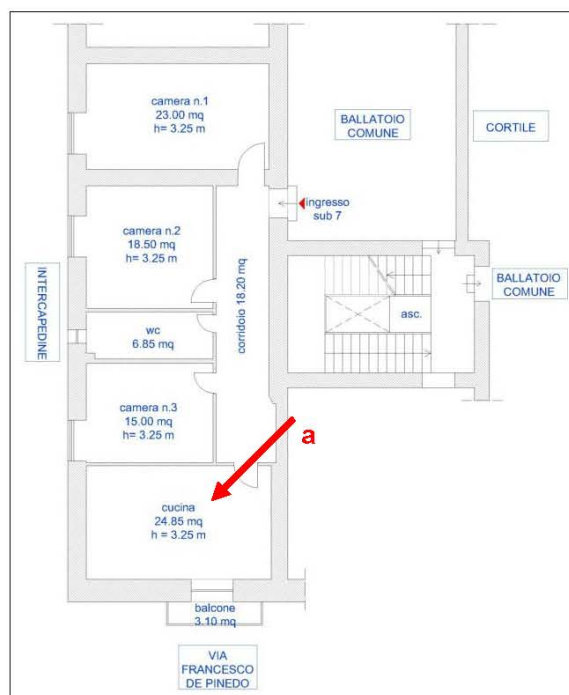 camera n.1
23.00 mq
h= 3.25 m
BALLATOIO
COMUNE
CORTILE
ingresso
sub 7
camera n.2
18.50 mq
h= 3.25 m
INTERCAPEDINE
corridoio 18.20 mq
BALLATOIO
COMUNE
asc.
wc
6.85 mq
camera n.3
15.00 mq
h= 3.25 m
a
cucina
24.85 mq
h = 3.25 m
balcone
3.10 mq
VIA
FRANCESCO
DE PINEDO